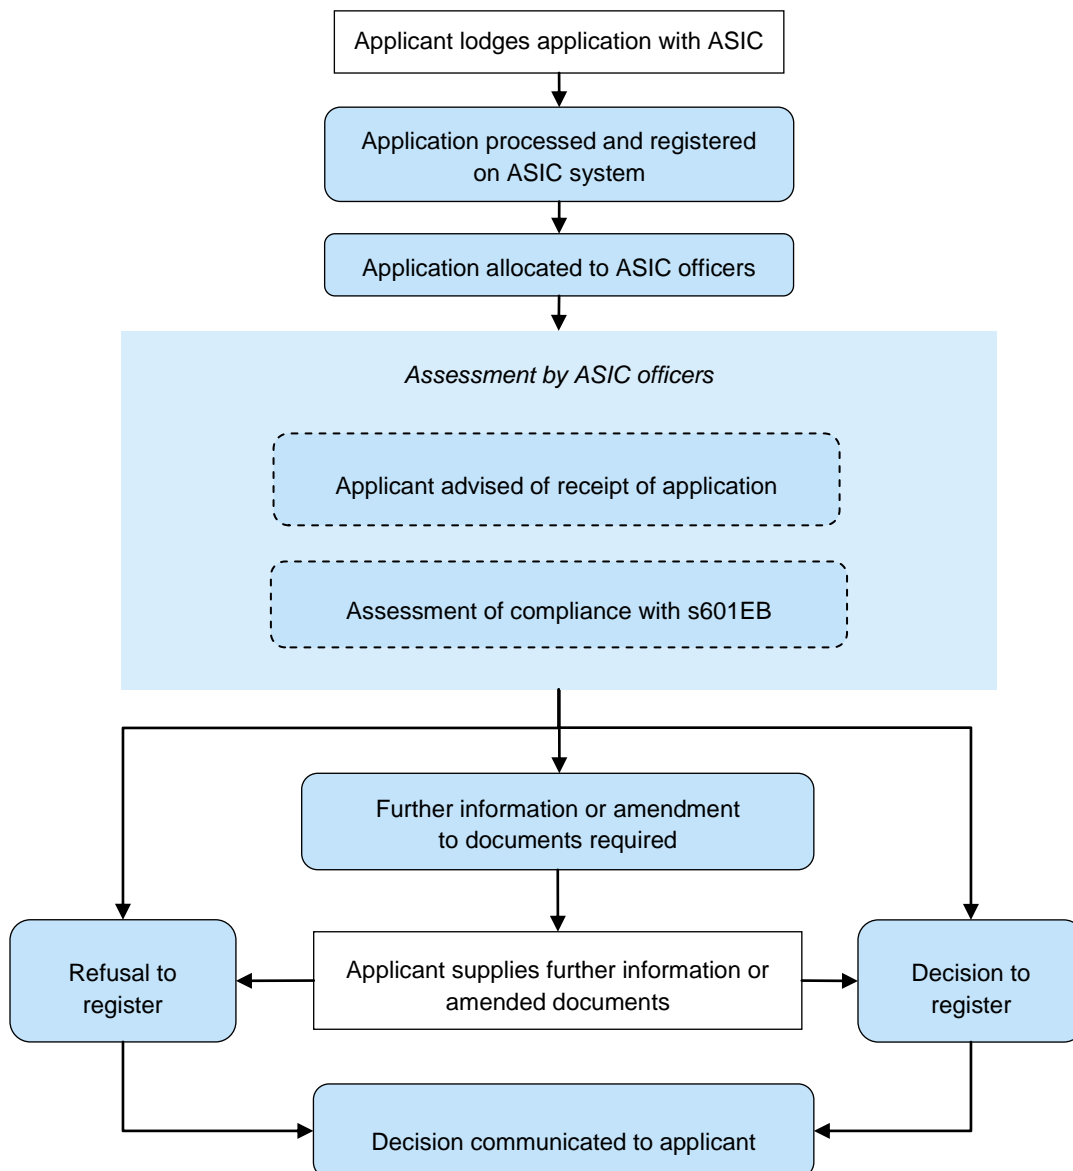 Applicant lodges application with ASIC
Application processed and registered
on ASIC system
Application allocated to ASIC officers
Assessment by ASIC officers
Applicant advised of receipt of application
Assessment of compliance with s601EB
Further information or amendment
to documents required
Refusal to
register
Applicant supplies further information or
amended documents
Decision to
register
Decision communicated to applicant